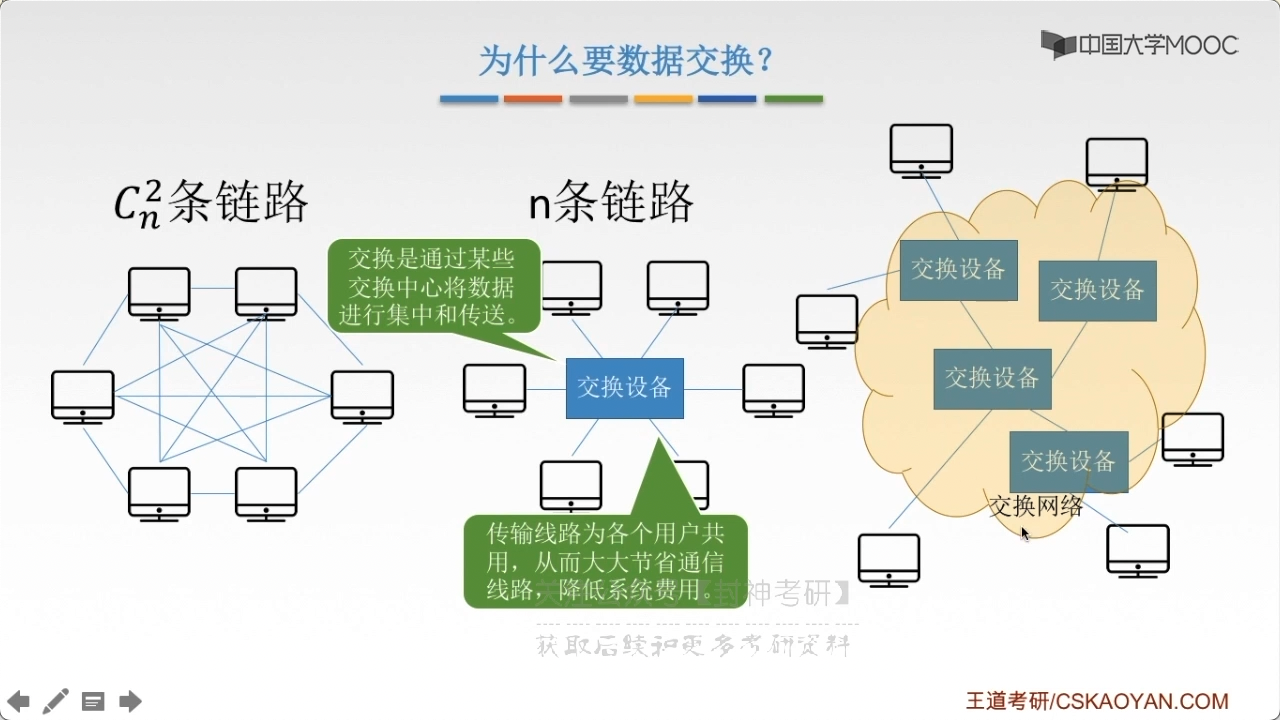 为什么要数据交换？
中国大学MOOC
C_n^2条链路
n条链路
交换是通过某些
交换中心将数据
进行集中和传送。
交换设备
传输线路为各个用户共
用，从而大大节省通信
线路，降低系统费用。
交换设备
交换设备
交换设备
交换设备
交换网络
【封神考研】
获取后续和更多考研资料
王道考研/CSKAOYAN.COM